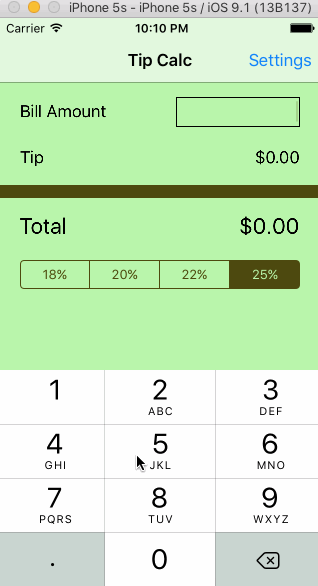 iPhone 5s - iPhone 5s / iOS 9.1 (13B137)
Carrier 10:10 PM
Tip Calc Settings
Bill Amount
Tip $0.00
Total $0.00
18% 20% 22% 25%
1 2 3
ABC DEF
4 5 6
GHI JKL MNO
7 8 9
PQRS TUV WXYZ
. 0